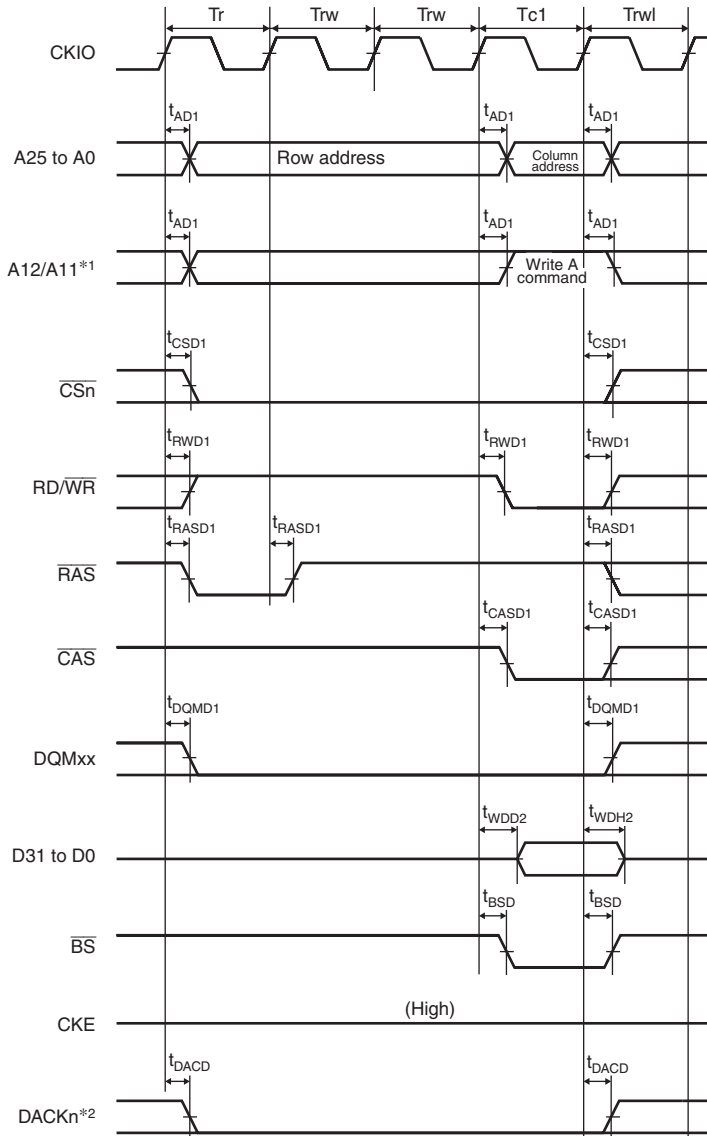 Tr Trw Trw Tc1 Trwl
CKIO
tAD1 tAD1 tAD1
A25 to A0 Row address Column address
tAD1 tAD1 tAD1
A12/A11*1 Write A command
tCSD1 tCSD1
CSn
tRWD1 tRWD1 tRWD1
RD/WR
tRASD1 tRASD1 tRASD1
RAS
tCASD1 tCASD1
CAS
tDQMD1 tDQMD1
DQMxx
tWDD2 tWDH2
D31 to D0
tBSD tBSD
BS
(High)
CKE
tDACD tDACD
DACKn*2